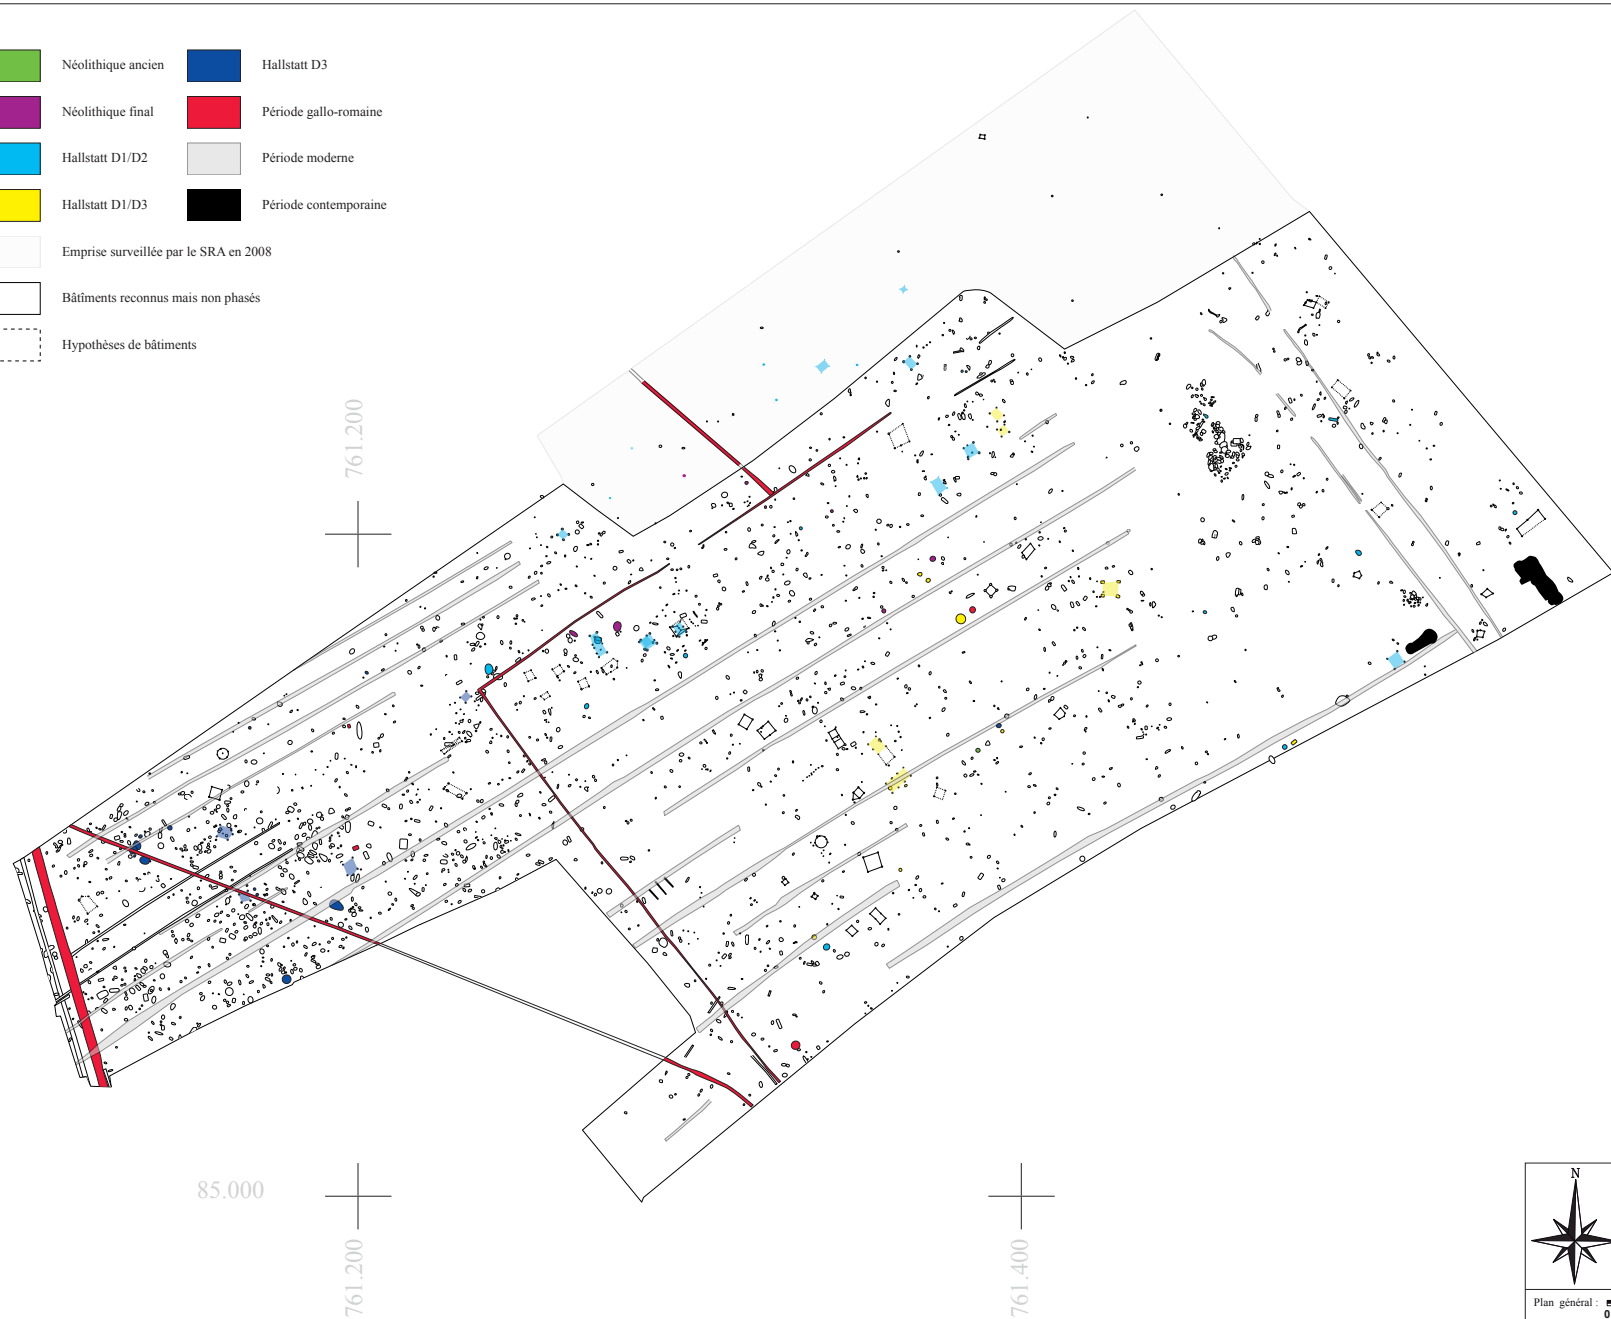 Néolithique ancien
Hallstatt D3
Néolithique final
Période gallo-romaine
Hallstatt D1/D2
Période moderne
Hallstatt D1/D3
Période contemporaine
Emprise surveillée par le SRA en 2008
Bâtîments reconnus mais non phasés
Hypothèses de bâtiments
761.200
85.000
761.200
761.400
N
Plan général :
0